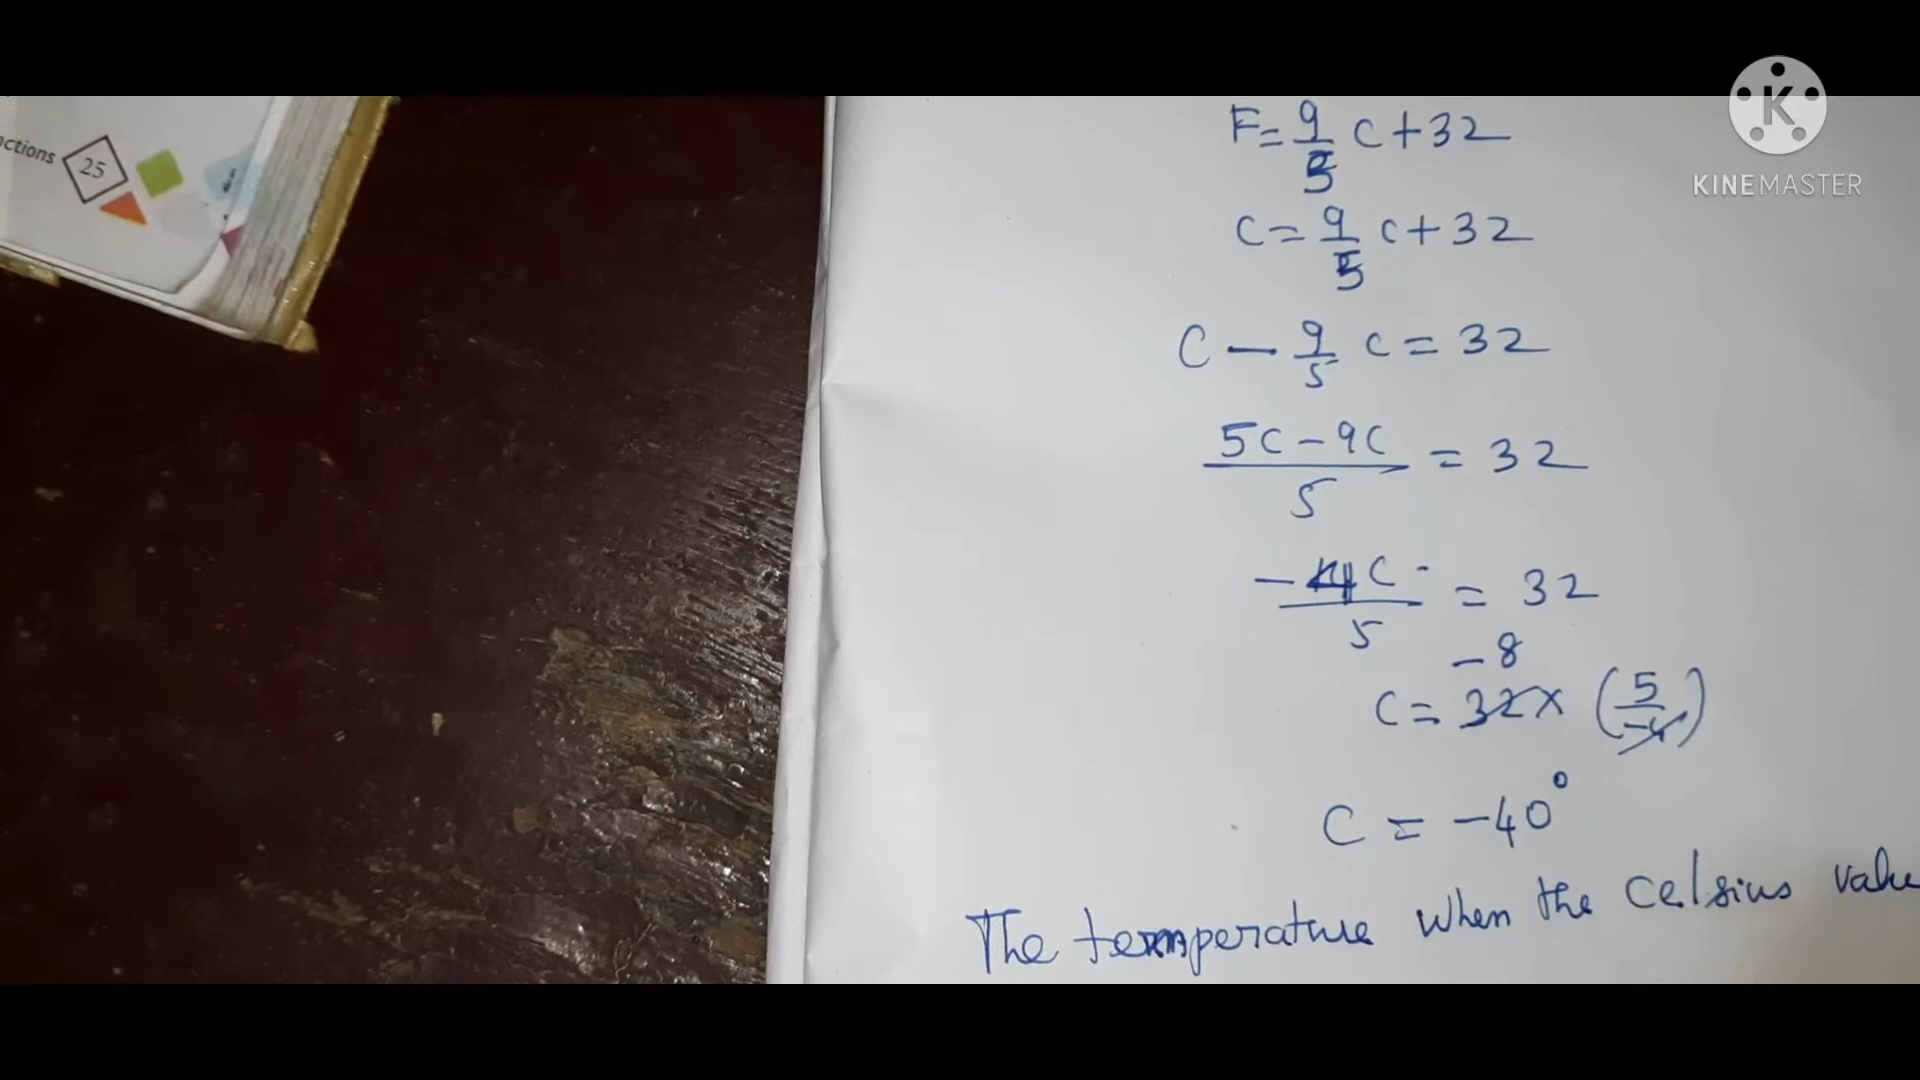 ctions 25
KINEMASTER
F = 9/5 C + 32
C = 9/5 C + 32
C - 9/5 C = 32
5C - 9C / 5 = 32
-4C / 5 = 32
-8
C = 32 × (5/-4)
C = -40°
The temperature when the celsius value